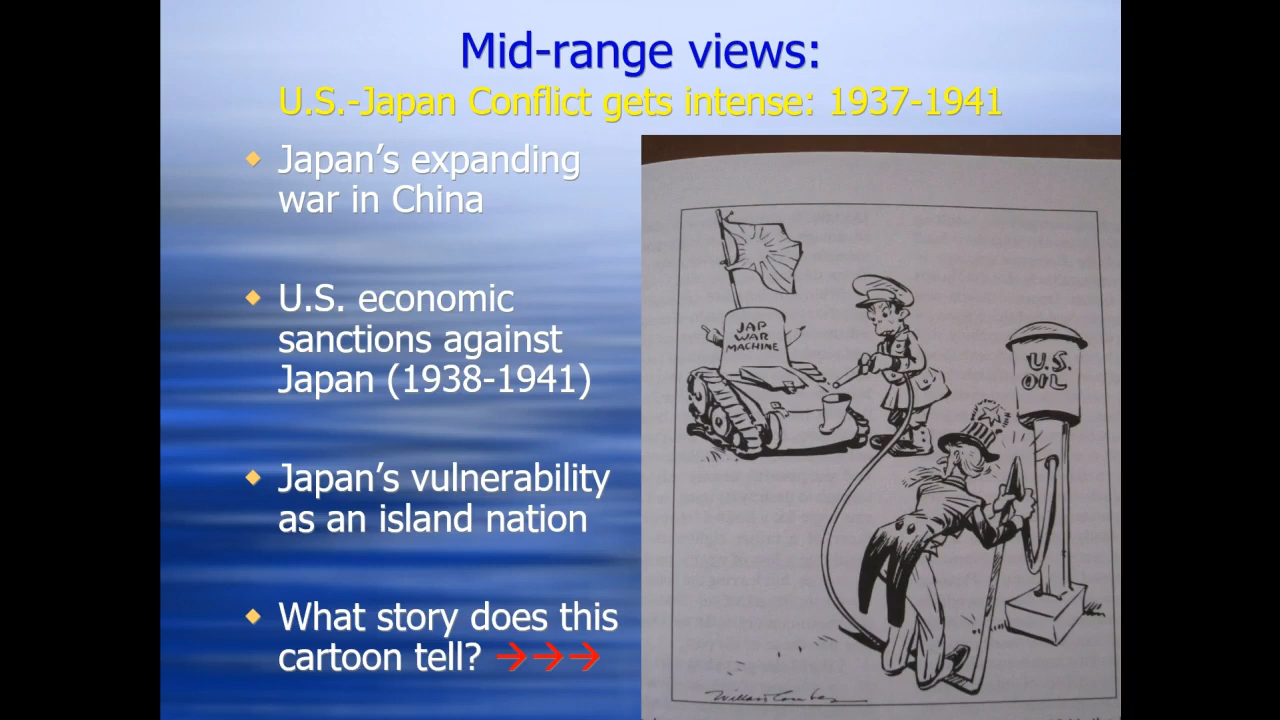 Mid-range views:
U.S.-Japan Conflict gets intense: 1937-1941
Japan’s expanding
war in China
U.S. economic
sanctions against
Japan (1938-1941)
Japan’s vulnerability
as an island nation
What story does this
cartoon tell? →→→
JAP
WAR
MACHINE
U.S.
OIL